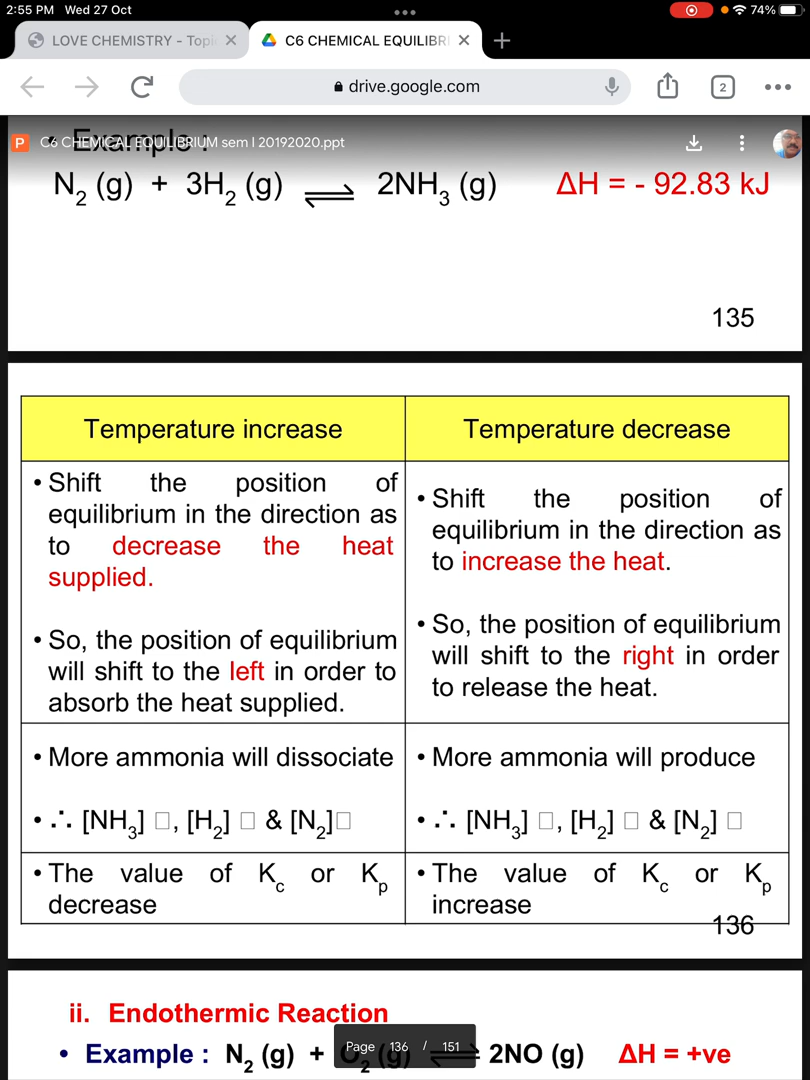 2:55 PM Wed 27 Oct
74%
LOVE CHEMISTRY - Topi
C6 CHEMICAL EQUILIBRI
drive.google.com
2
• Example :
P C6 CHEMICAL EQUILIBRIUM sem I 20192020.ppt
N₂ (g) + 3H₂ (g) ⇌ 2NH₃ (g) ΔH = - 92.83 kJ
135
Temperature increase
Temperature decrease
• Shift the position of
equilibrium in the direction as
to decrease the heat
supplied.
• So, the position of equilibrium
will shift to the left in order to
absorb the heat supplied.
• Shift the position of
equilibrium in the direction as
to increase the heat.
• So, the position of equilibrium
will shift to the right in order
to release the heat.
• More ammonia will dissociate
• ∴ [NH₃] □, [H₂] □ & [N₂]□
• More ammonia will produce
• ∴ [NH₃] □, [H₂] □ & [N₂] □
• The value of Kc or Kp
decrease
• The value of Kc or Kp
increase
136
ii. Endothermic Reaction
• Example : N₂ (g) + O₂ (g) ⇌ 2NO (g) ΔH = +ve
Page 136 / 151